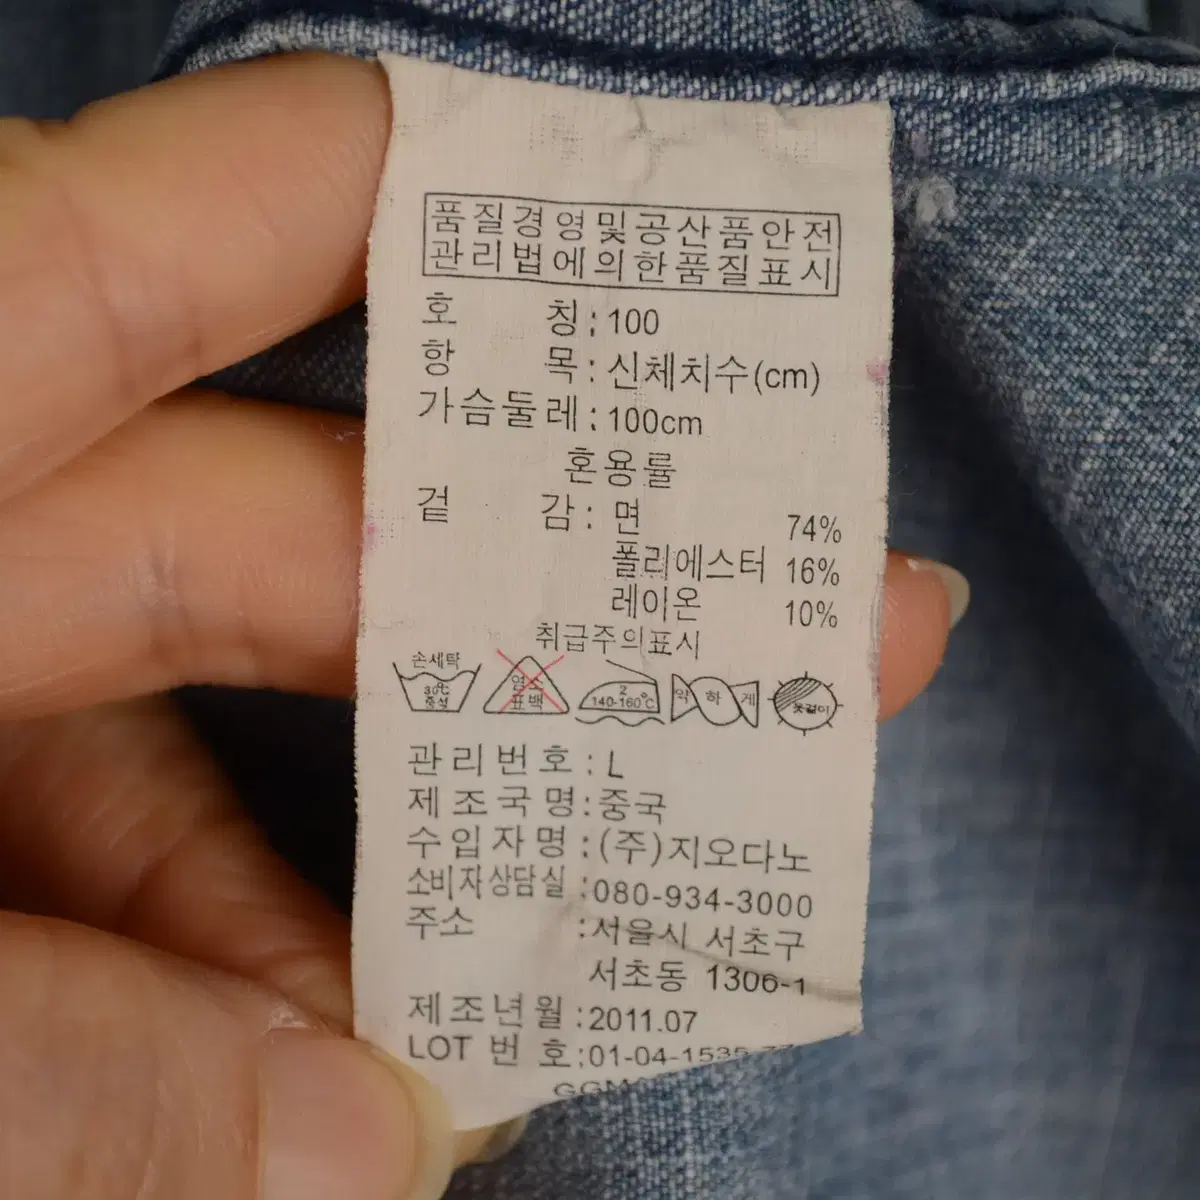 품질경영및공산품안전
관리법에의한품질표시
호 칭 : 100
항 목 : 신체치수(cm)
가슴둘레 : 100cm
혼용률
겉 감 : 면 74%
폴리에스터 16%
레이온 10%
취급주의표시
손세탁
30℃
중성
염소
표백
2
140-160℃
약하게
옷걸이
관리번호 : L
제조국명 : 중국
수입자명 : (주)지오다노
소비자상담실 : 080-934-3000
주소 : 서울시 서초구
서초동 1306-1
제조년월 : 2011.07
LOT 번호 : 01-04-1535